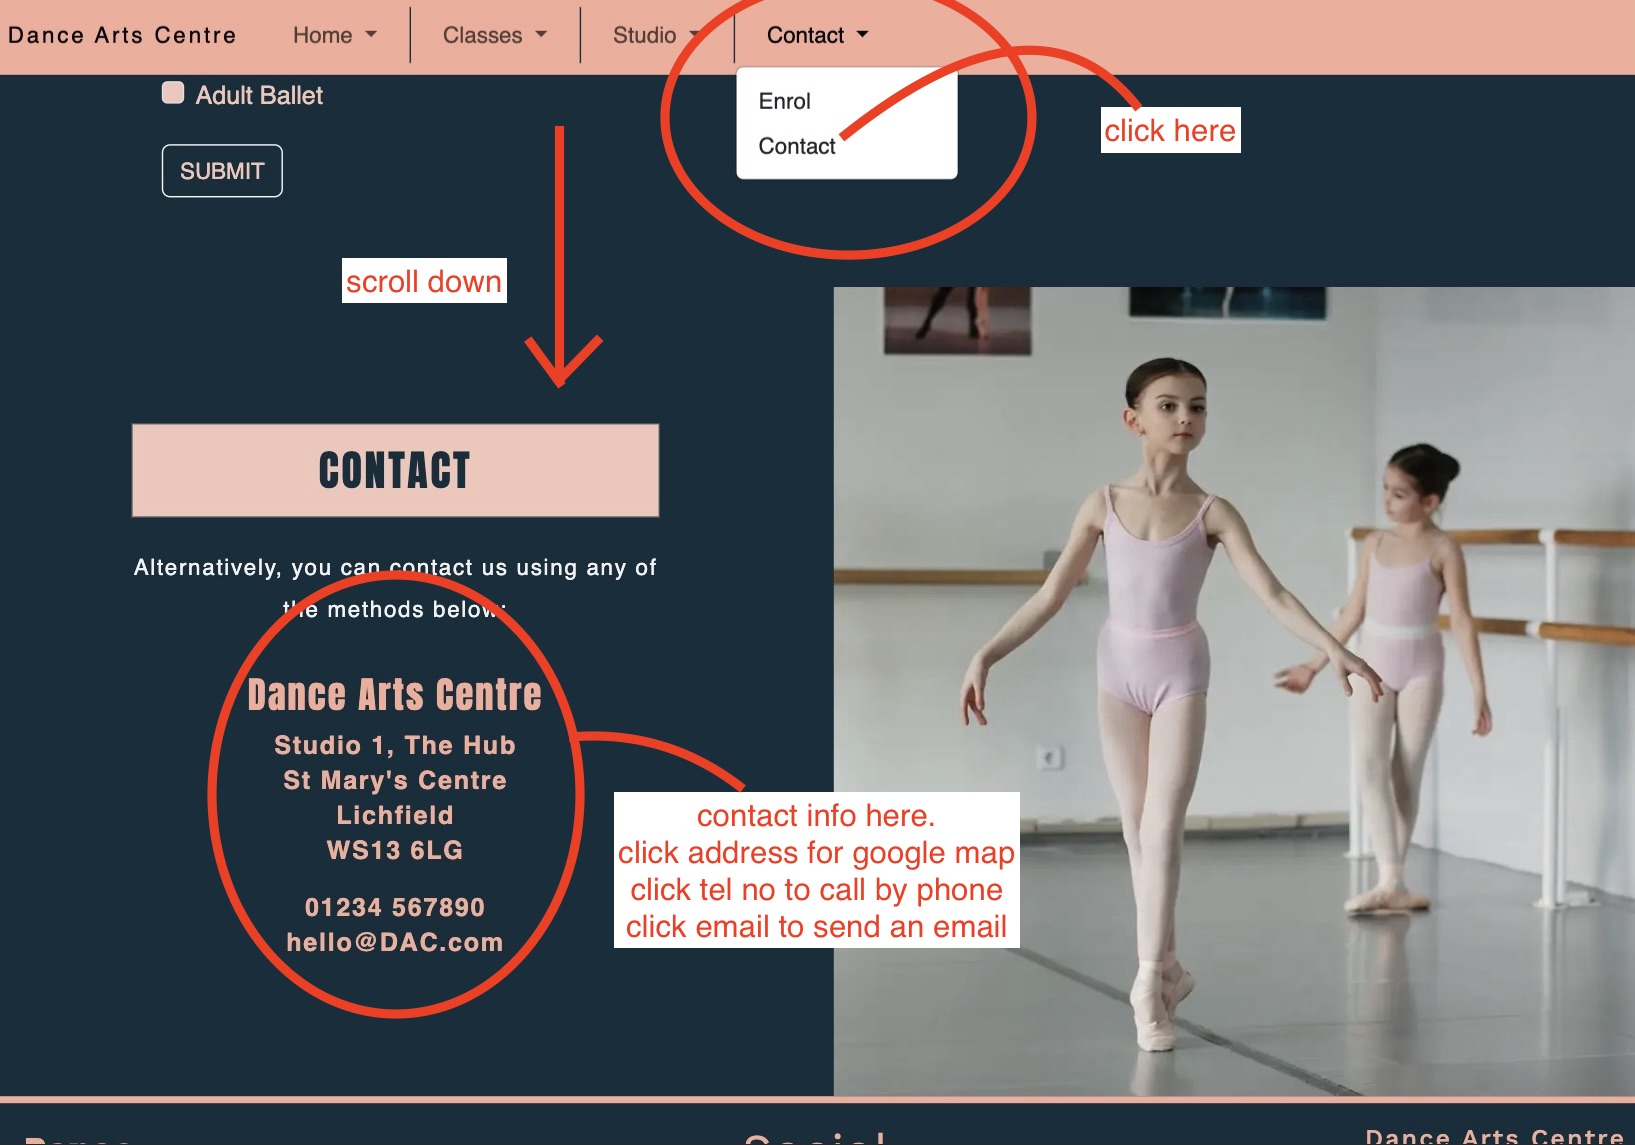 Dance Arts Centre Home Classes Studio Contact
Enrol
Contact
Adult Ballet
click here
SUBMIT
scroll down
CONTACT
Alternatively, you can contact us using any of
the methods below:
Dance Arts Centre
Studio 1, The Hub
St Mary's Centre
Lichfield
WS13 6LG
01234 567890
hello@DAC.com
contact info here.
click address for google map
click tel no to call by phone
click email to send an email
Dance Arts Centre